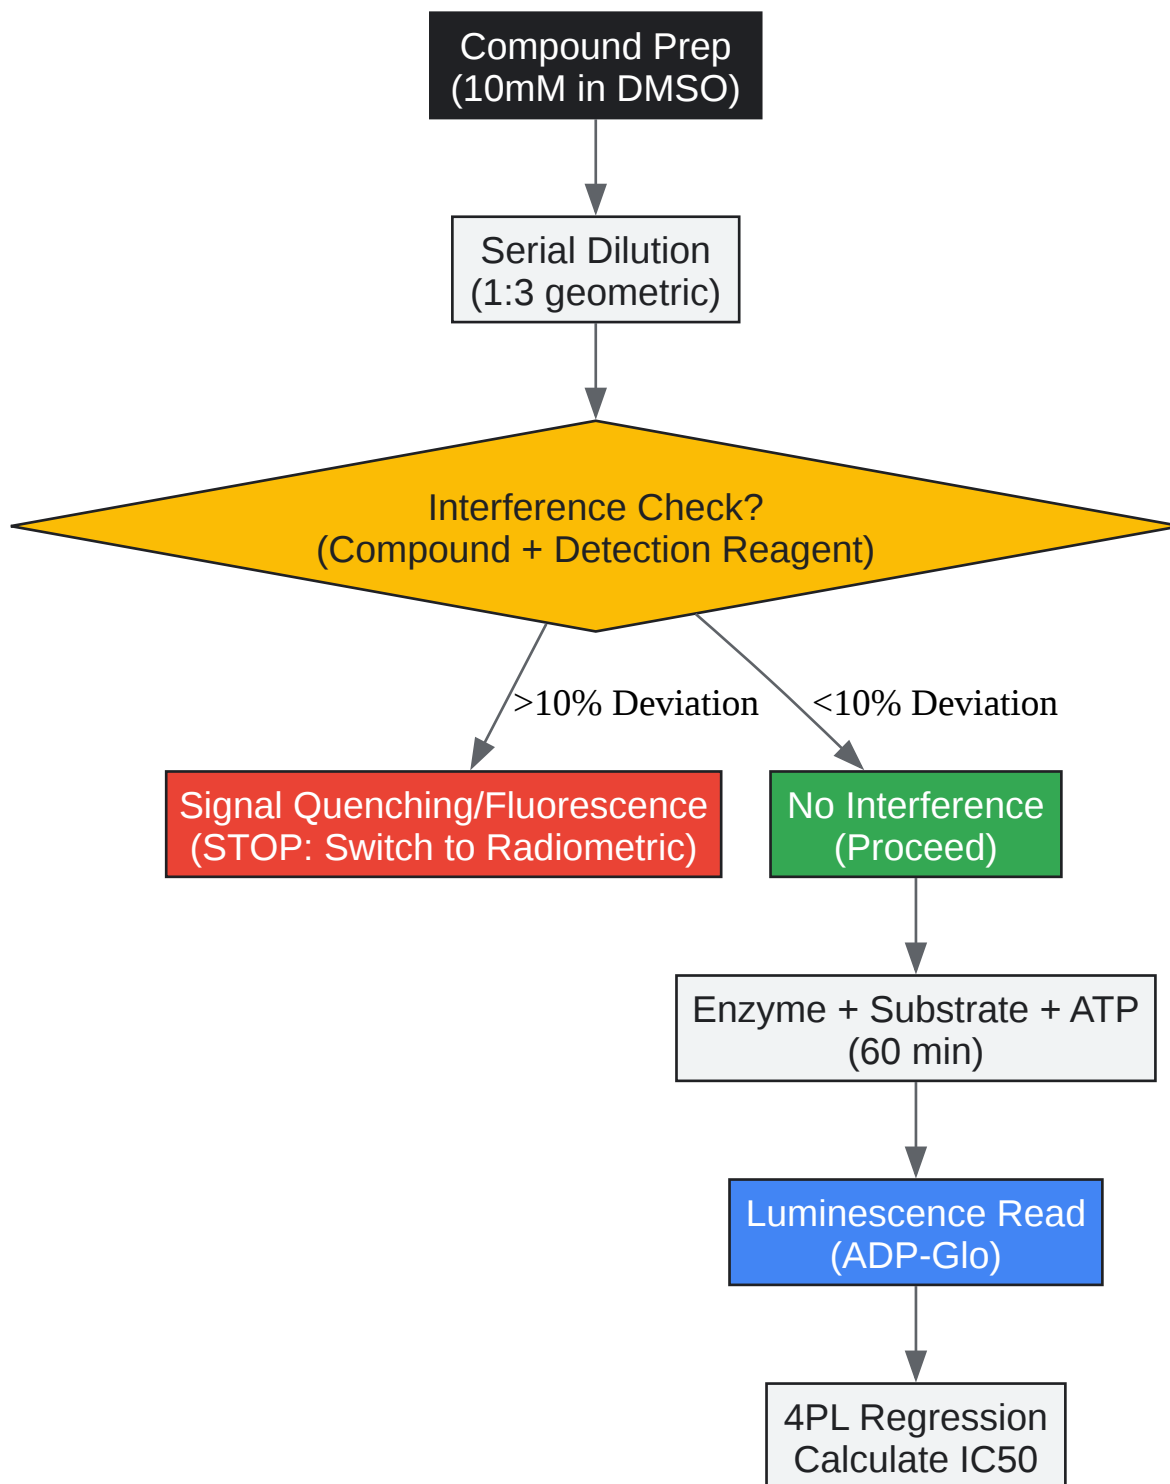 Compound Prep
(10mM in DMSO)
Serial Dilution
(1:3 geometric)
Interference Check?
(Compound + Detection Reagent)
>10% Deviation
<10% Deviation
Signal Quenching/Fluorescence
(STOP: Switch to Radiometric)
No Interference
(Proceed)
Enzyme + Substrate + ATP
(60 min)
Luminescence Read
(ADP-Glo)
4PL Regression
Calculate IC50